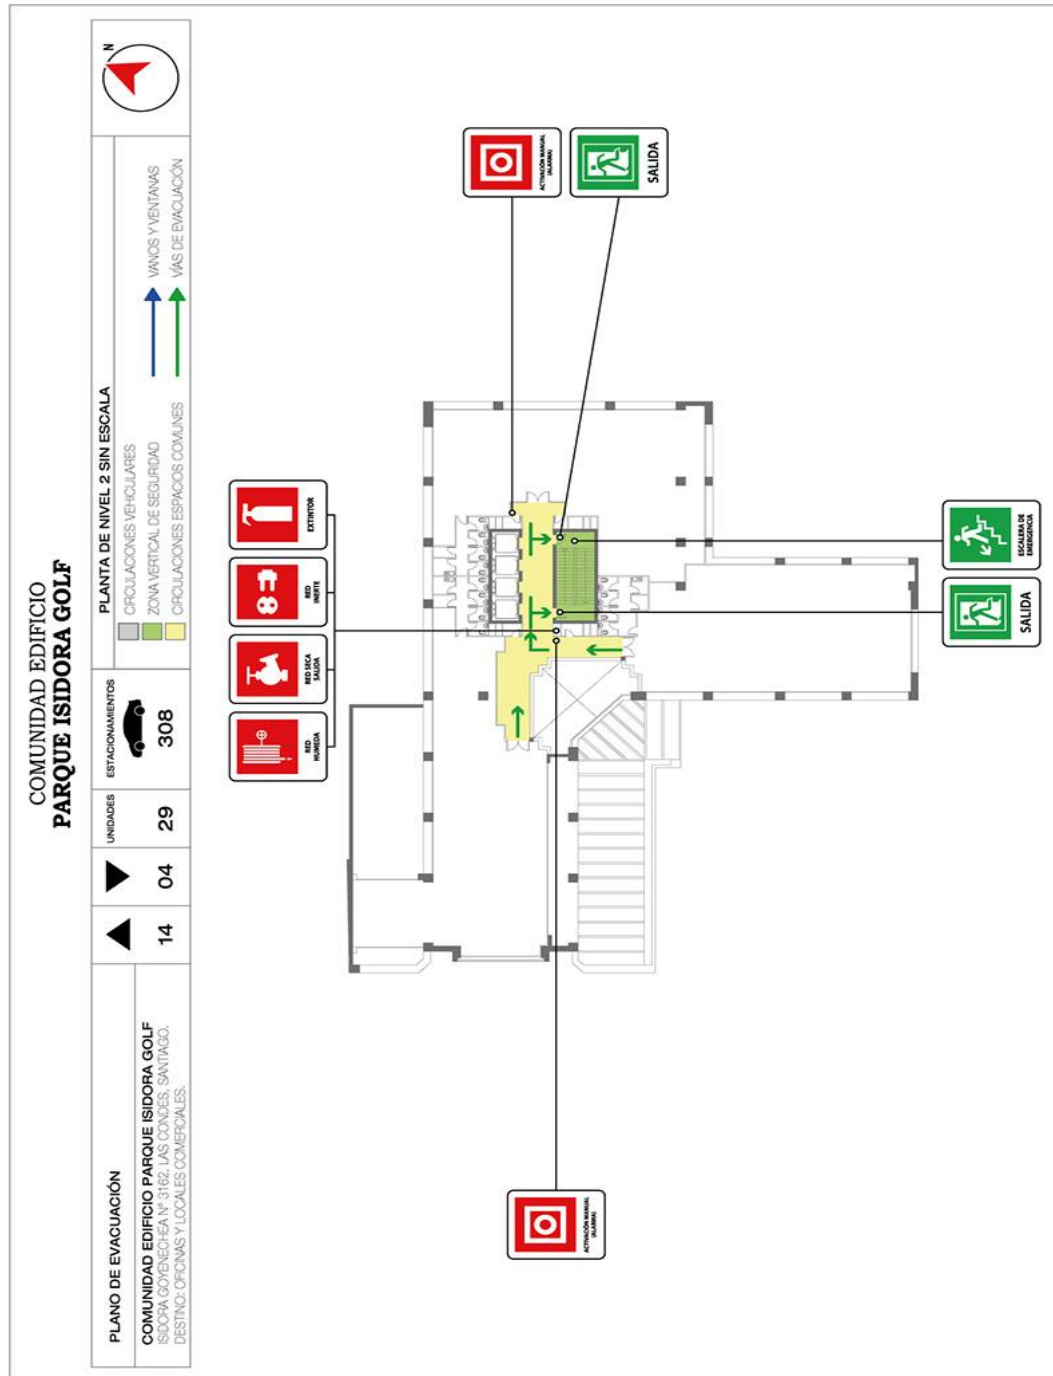 COMUNIDAD EDIFICIO
PARQUE ISIDORA GOLF
PLANO DE EVACUACIÓN
COMUNIDAD EDIFICIO PARQUE ISIDORA GOLF
ISIDORA GOYENECHEA Nº 3162, LAS CONDES, SANTIAGO.
DESTINO: OFICINAS Y LOCALES COMERCIALES.
14
04
UNIDADES
29
ESTACIONAMIENTOS
308
PLANTA DE NIVEL 2 SIN ESCALA
CIRCULACIONES VEHICULARES
ZONA VERTICAL DE SEGURIDAD
CIRCULACIONES ESPACIOS COMUNES
VANOS Y VENTANAS
VÍAS DE EVACUACIÓN
N
RED
HUMEDA
RED SECA
SALIDA
RED
INERTE
EXTINTOR
ACTIVACIÓN MANUAL
(ALARMA)
SALIDA
ACTIVACIÓN MANUAL
(ALARMA)
SALIDA
ESCALERA DE
EMERGENCIA